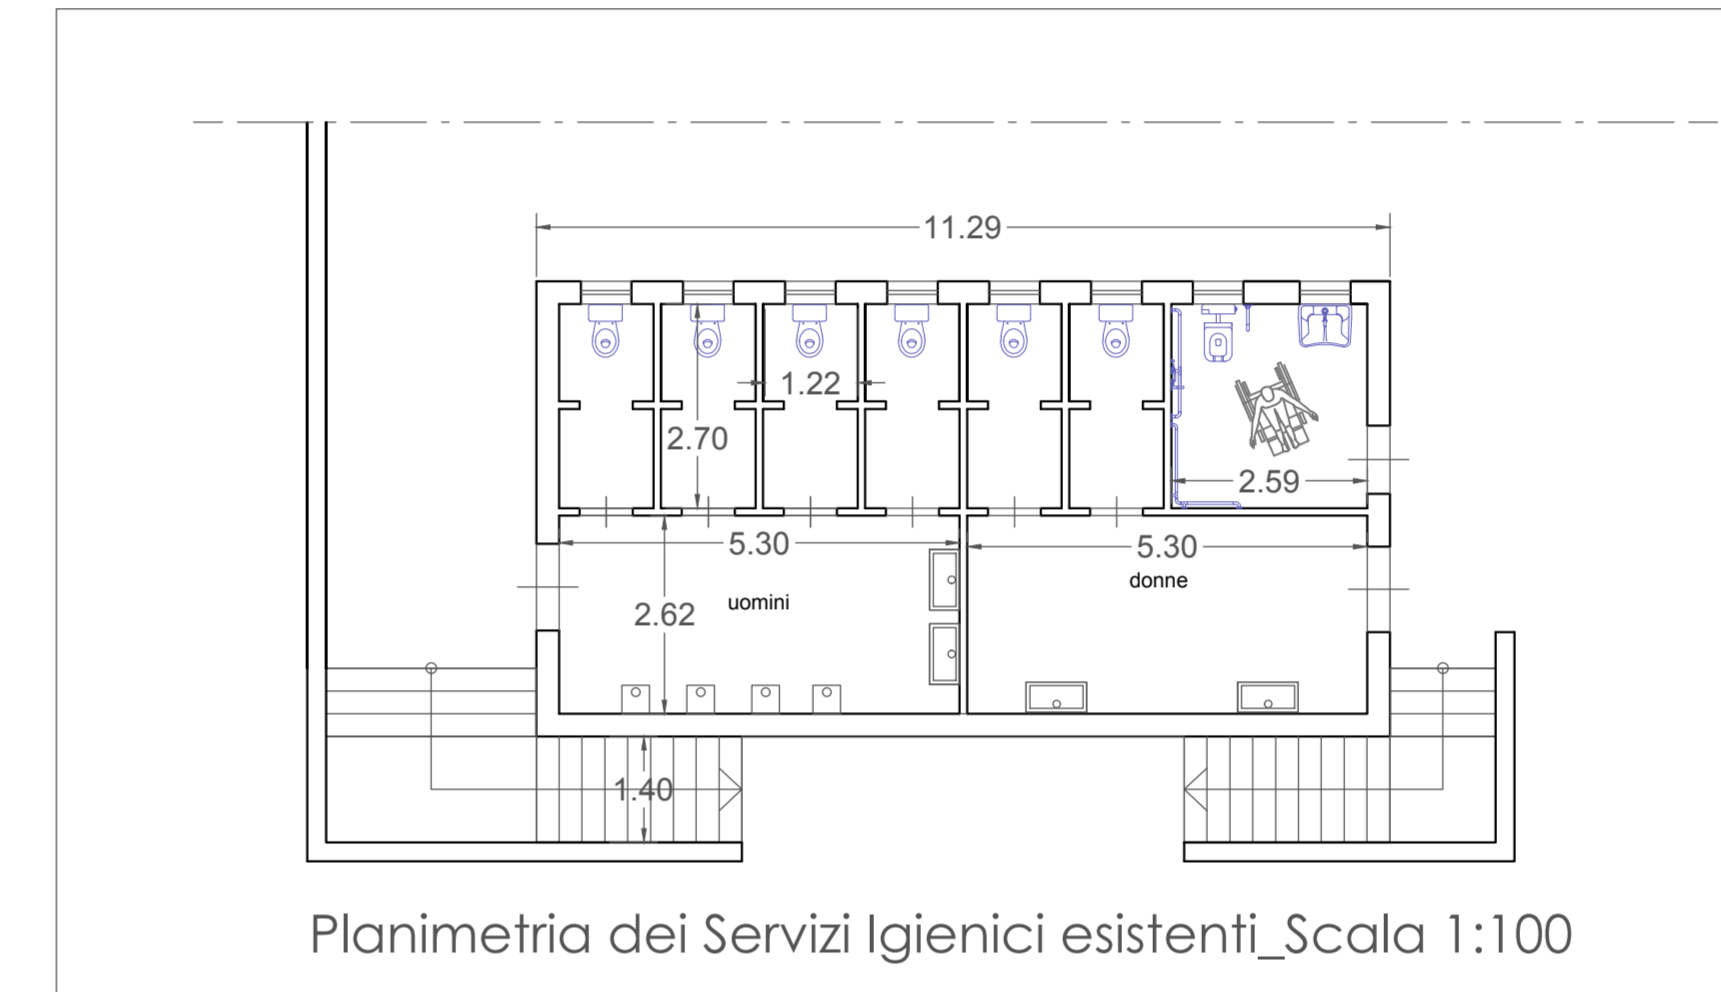 11.29
1.22
2.70
2.59
5.30
5.30
donne
uomini
2.62
1.40
Planimetria dei Servizi Igienici esistenti_Scala 1:100